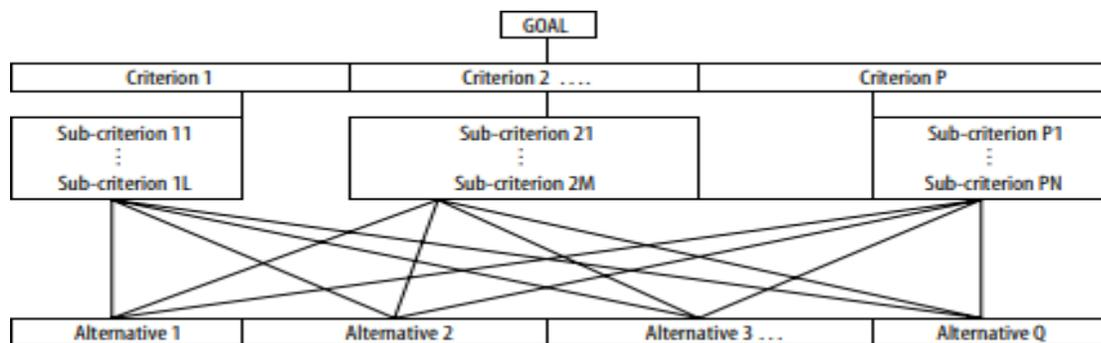 GOAL
Criterion 1 Criterion 2 .... Criterion P
Sub-criterion 11 Sub-criterion 21 Sub-criterion P1
⋮ ⋮ ⋮
Sub-criterion 1L Sub-criterion 2M Sub-criterion PN
Alternative 1 Alternative 2 Alternative 3 ... Alternative Q